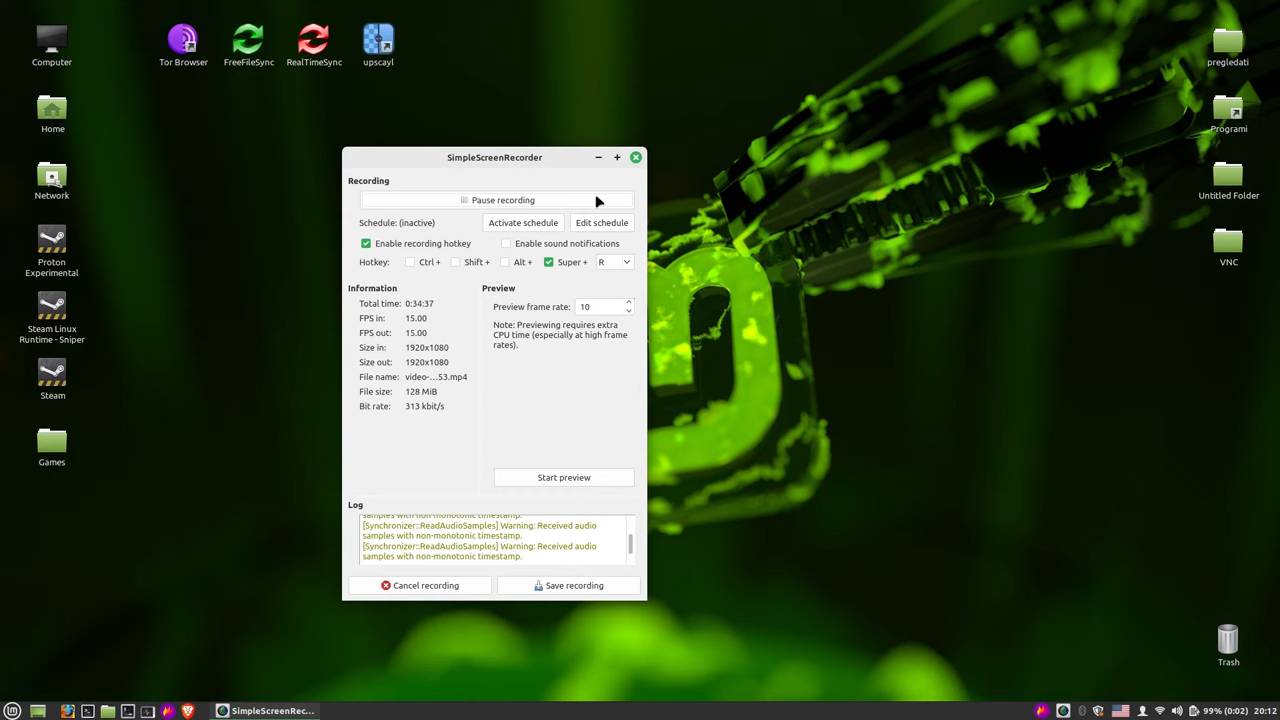 Computer
Tor Browser
FreeFileSync
RealTimeSync
upscayl
pregledati
Home
Programi
Network
Untitled Folder
Proton
Experimental
VNC
Steam Linux
Runtime - Sniper
Steam
Games
Trash
SimpleScreenRecorder
Recording
Pause recording
Schedule: (inactive)
Activate schedule
Edit schedule
Enable recording hotkey
Enable sound notifications
Hotkey:
Ctrl +
Shift +
Alt +
Super +
R
Information
Total time: 0:34:37
FPS in: 15.00
FPS out: 15.00
Size in: 1920x1080
Size out: 1920x1080
File name: video-...53.mp4
File size: 128 MiB
Bit rate: 313 kbit/s
Preview
Preview frame rate: 10
Note: Previewing requires extra
CPU time (especially at high frame
rates).
Start preview
Log
samples with non-monotonic timestamp.
[Synchronizer::ReadAudioSamples] Warning: Received audio
samples with non-monotonic timestamp.
[Synchronizer::ReadAudioSamples] Warning: Received audio
samples with non-monotonic timestamp.
Cancel recording
Save recording
SimpleScreenRec...
99% (0:02)
20:12